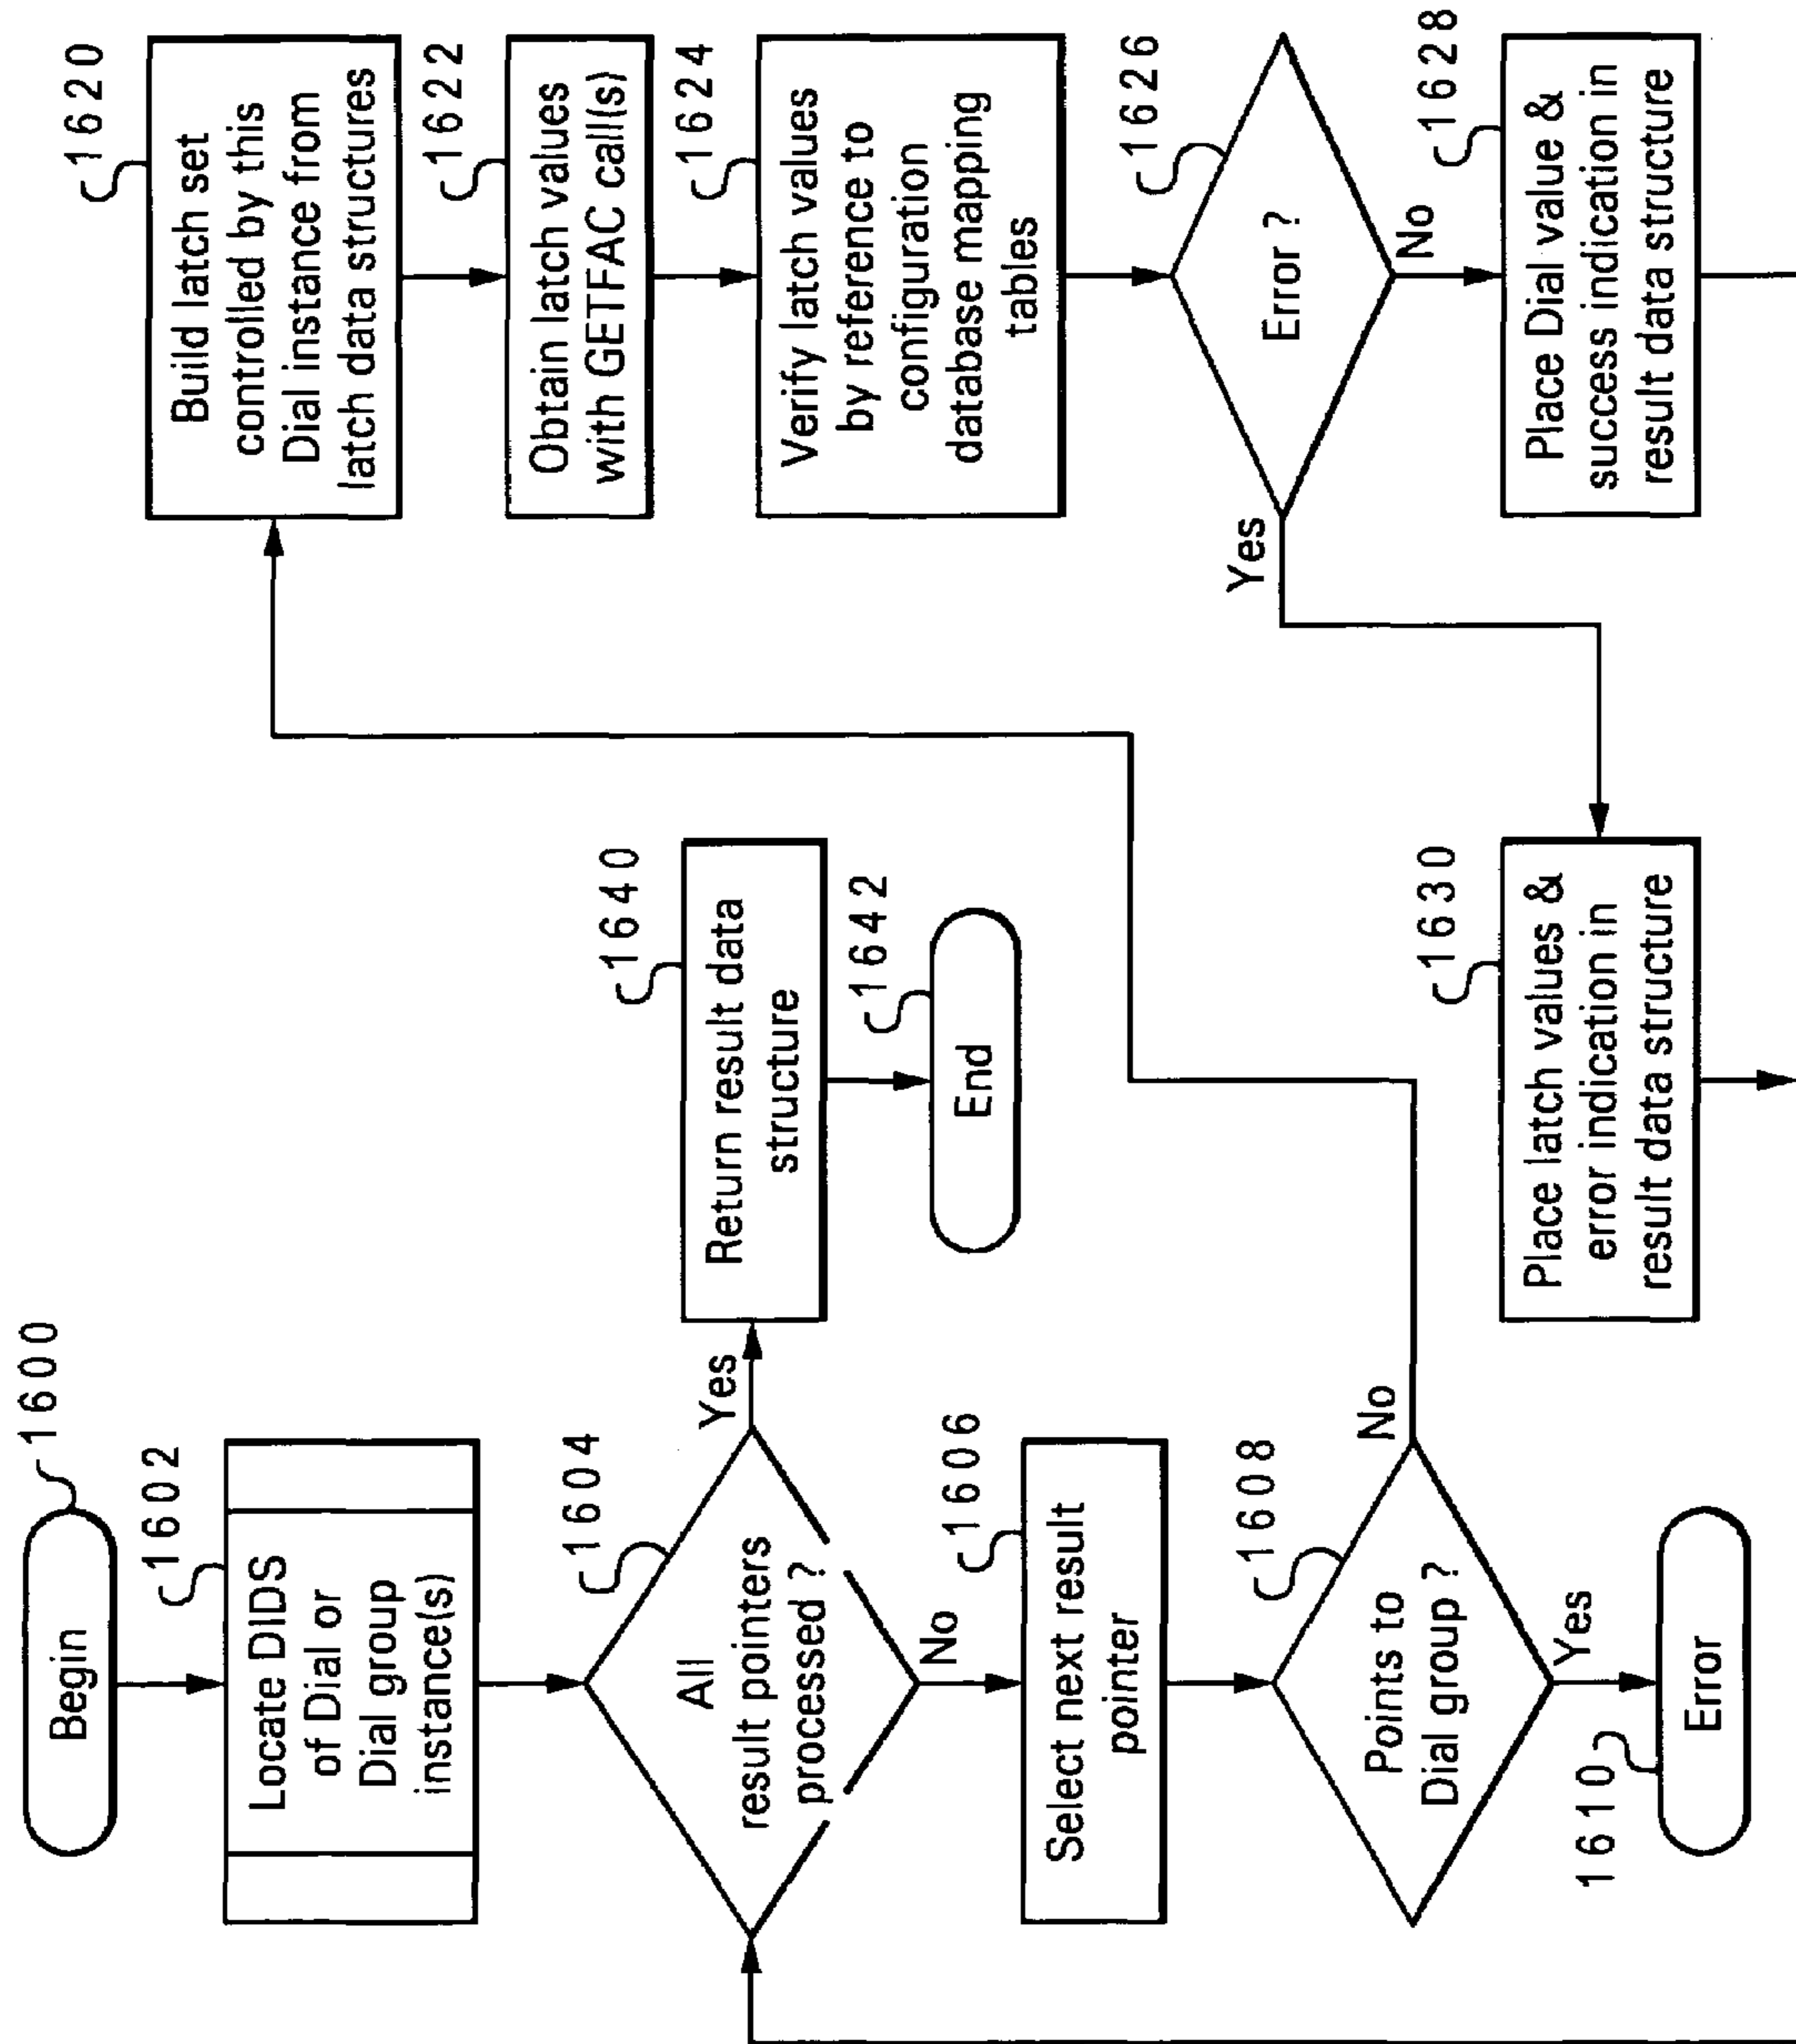 1600
Begin
1602
Locate DIDS
of Dial or
Dial group
instance(s)
1604
All
result pointers
processed ?
Yes
No
1606
Select next result
pointer
1608
Points to
Dial group ?
No
Yes
1610
Error
1640
Return result data
structure
1642
End
1620
Build latch set
controlled by this
Dial instance from
latch data structures
1622
Obtain latch values
with GETFAC call(s)
1624
Verify latch values
by reference to
configuration
database mapping
tables
1626
Error ?
Yes
No
1628
Place Dial value &
success indication in
result data structure
1630
Place latch values &
error indication in
result data structure